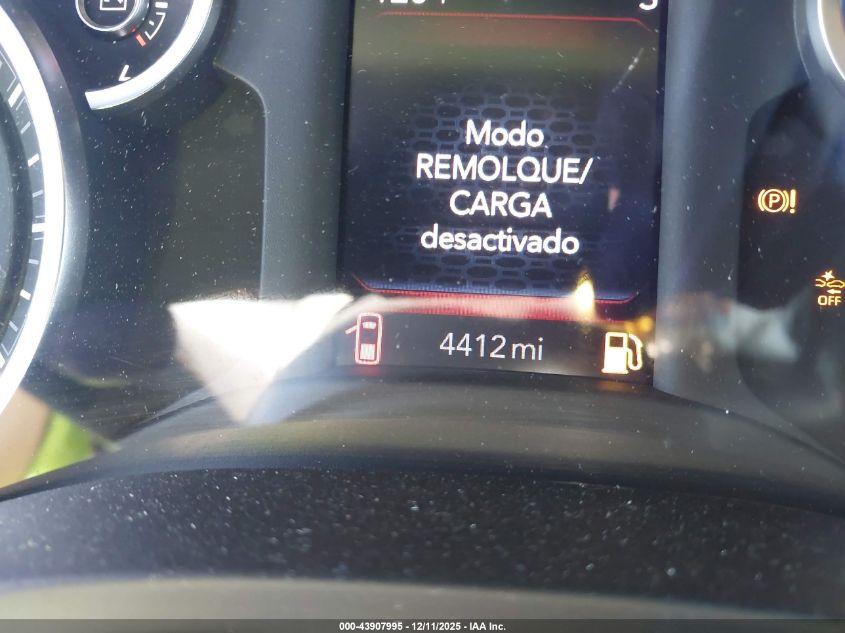 Modo
REMOLQUE/
CARGA
desactivado
4412 mi
OFF
000-43907995 - 12/11/2025 - IAA Inc.